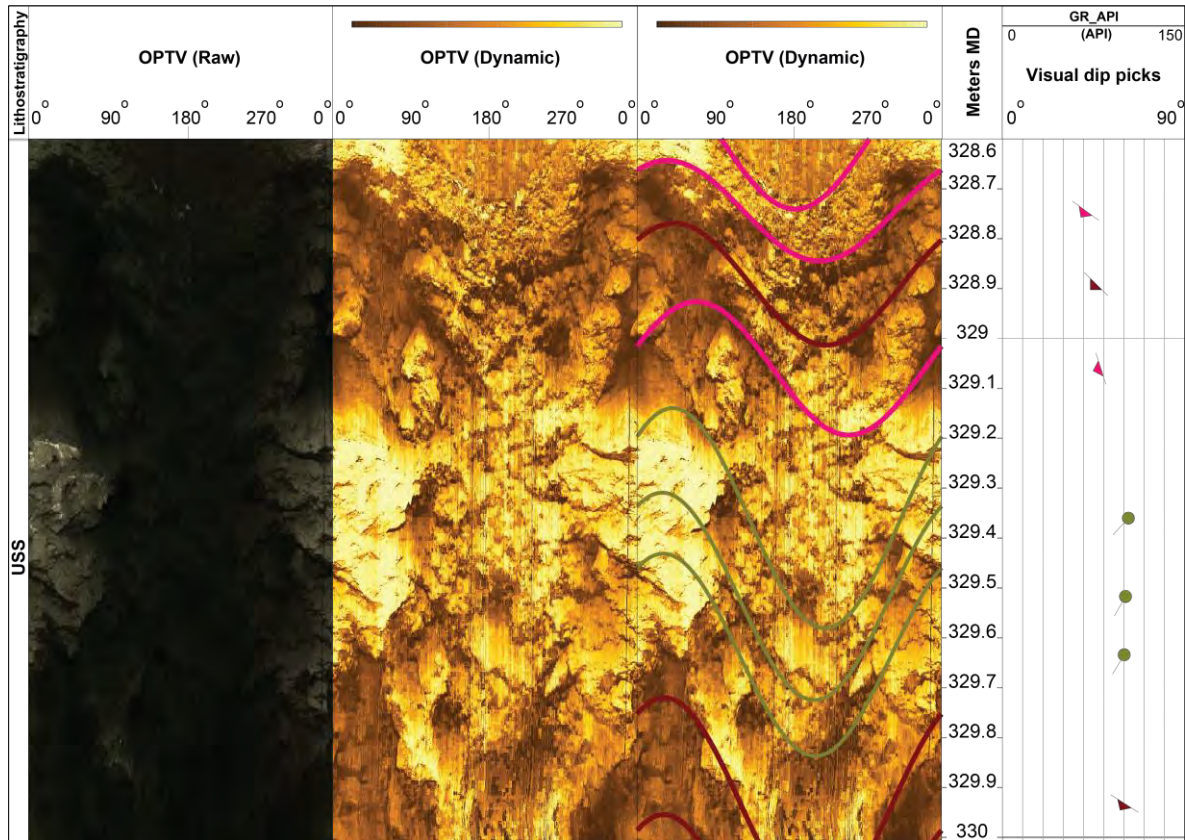 Lithostratigraphy
OPTV (Raw)
0° 90° 180° 270° 0°
OPTV (Dynamic)
0° 90° 180° 270° 0°
OPTV (Dynamic)
0° 90° 180° 270° 0°
Meters MD
GR_API
0 (API) 150
Visual dip picks
0° 90°
USS
328.6
328.7
328.8
328.9
329
329.1
329.2
329.3
329.4
329.5
329.6
329.7
329.8
329.9
330